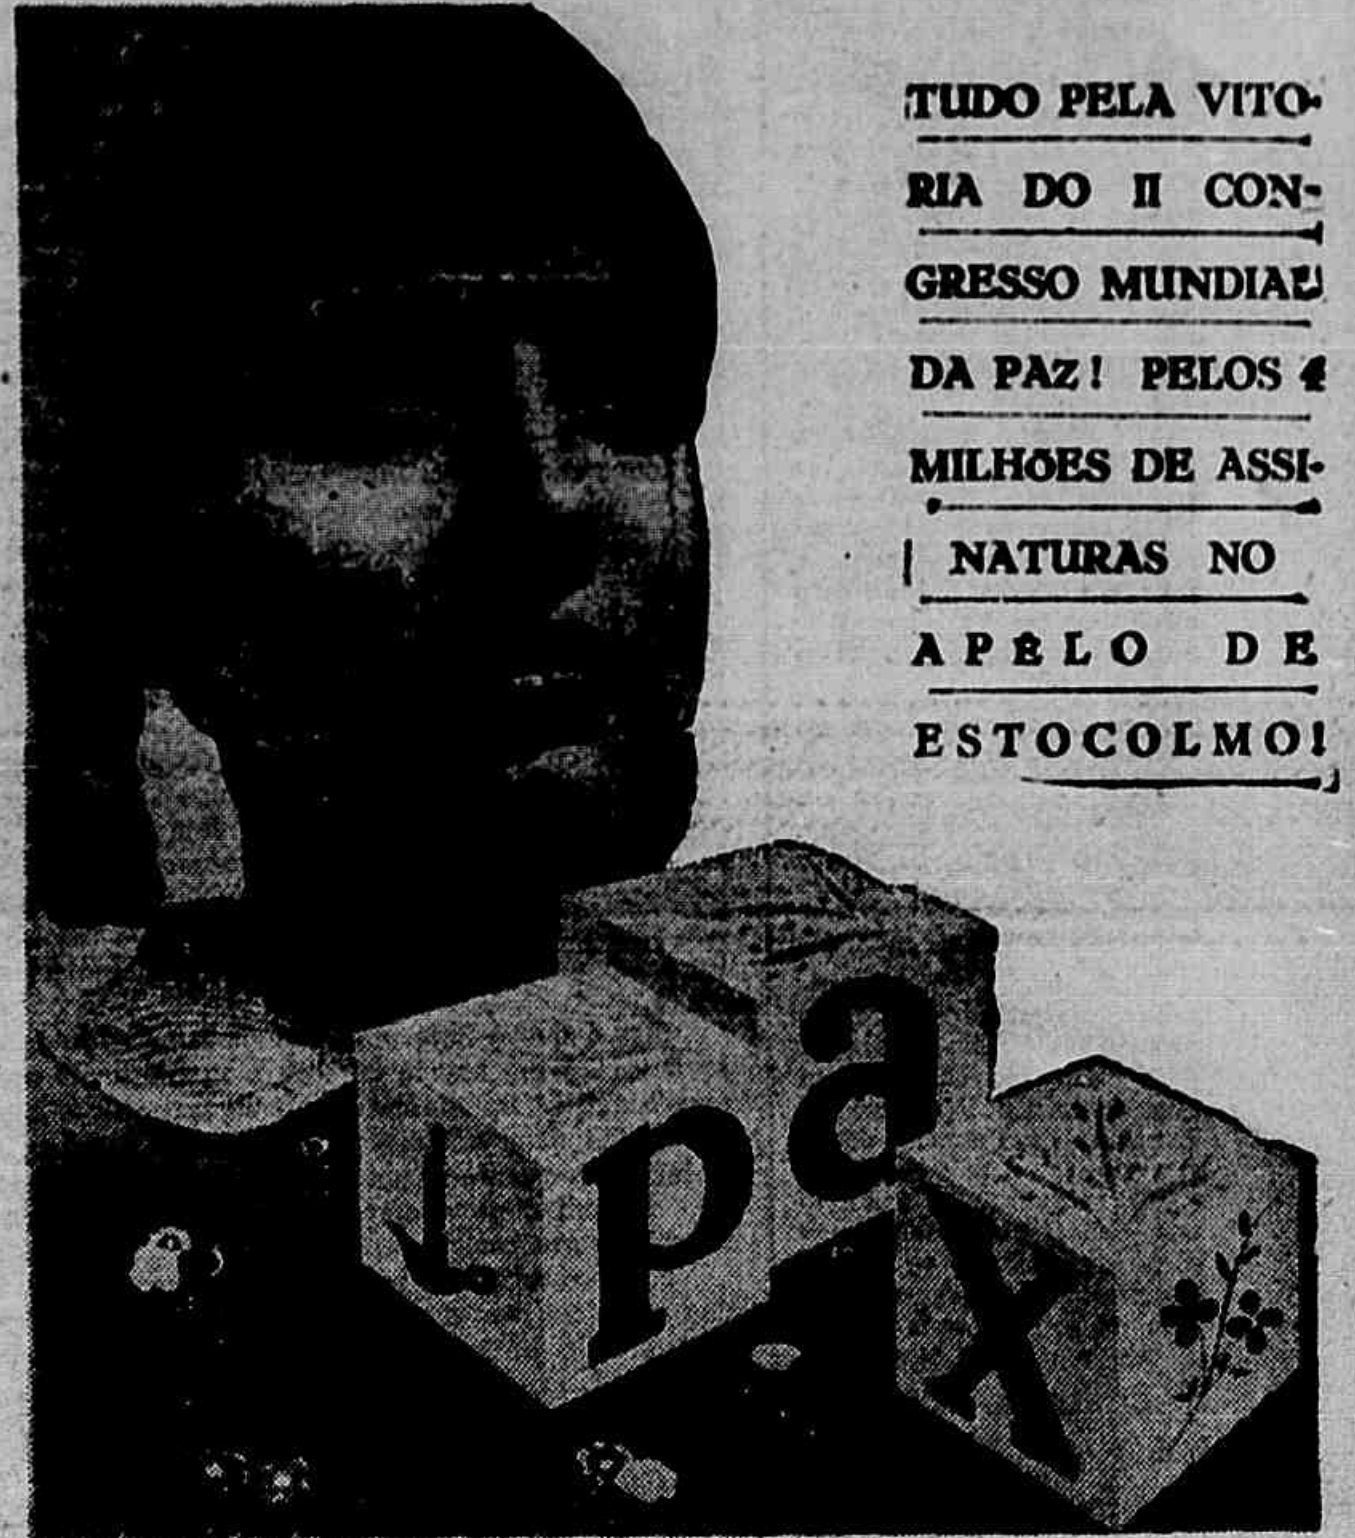 TUDO PELA VITO-
RIA DO II CON-
GRESSO MUNDIAL
DA PAZ! PELOS 4
MILHÕES DE ASSI-
NATURAS NO
APÊLO DE
ESTOCOLMO!
p a x